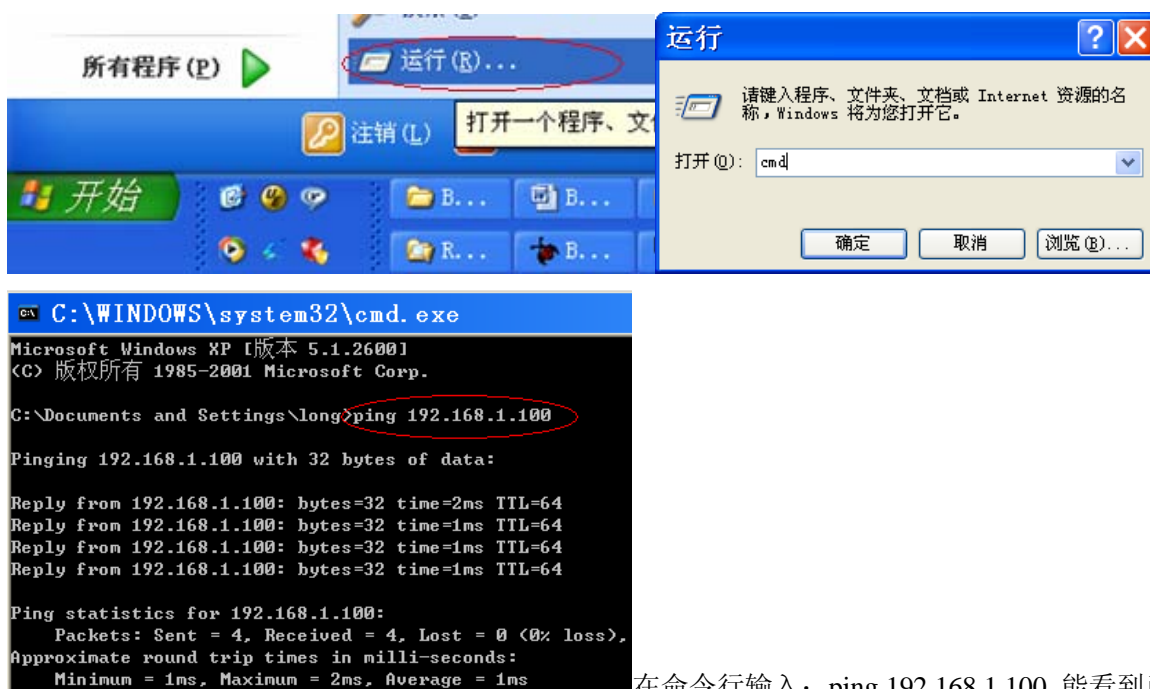 所有程序(P)
运行(R)...
注销(L)
打开一个程序、
开始
B...
B...
R...
B...
运行
请键入程序、文件夹、文档或 Internet 资源的名
称,Windows 将为您打开它。
打开(O):
cmd
确定
取消
浏览(B)...
C:\WINDOWS\system32\cmd.exe
Microsoft Windows XP [版本 5.1.2600]
(C) 版权所有 1985-2001 Microsoft Corp.
C:\Documents and Settings\long>ping 192.168.1.100
Pinging 192.168.1.100 with 32 bytes of data:
Reply from 192.168.1.100: bytes=32 time=2ms TTL=64
Reply from 192.168.1.100: bytes=32 time=1ms TTL=64
Reply from 192.168.1.100: bytes=32 time=1ms TTL=64
Reply from 192.168.1.100: bytes=32 time=1ms TTL=64
Ping statistics for 192.168.1.100:
Packets: Sent = 4, Received = 4, Lost = 0 (0% loss),
Approximate round trip times in milli-seconds:
Minimum = 1ms, Maximum = 2ms, Average = 1ms
在命令行输入:ping 192.168.1.100 能看到